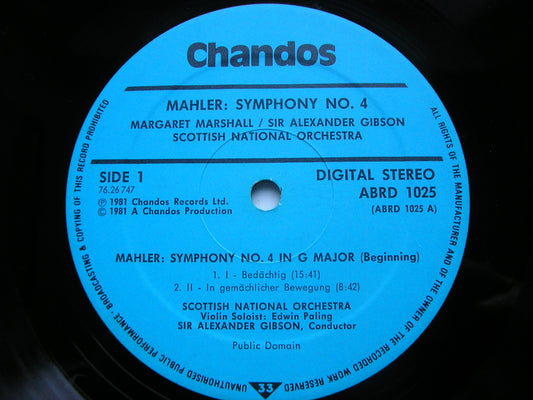 Chandos
MAHLER: SYMPHONY NO. 4
MARGARET MARSHALL / SIR ALEXANDER GIBSON
SCOTTISH NATIONAL ORCHESTRA
SIDE 1
76.26747
DIGITAL STEREO
ABRD 1025
(ABRD 1025 A)
Ⓟ 1981 Chandos Records Ltd.
© 1981 A Chandos Production
MAHLER: SYMPHONY NO. 4 IN G MAJOR (Beginning)
1. I - Bedächtig (15:41)
2. II - In gemächlicher Bewegung (8:42)
SCOTTISH NATIONAL ORCHESTRA
Violin Soloist: Edwin Paling
SIR ALEXANDER GIBSON, Conductor
Public Domain
33
ALL RIGHTS OF THE MANUFACTURER AND OF THE OWNER OF THE RECORDED WORK RESERVED
UNAUTHORISED PUBLIC PERFORMANCE BROADCASTING & COPYING OF THIS RECORD PROHIBITED